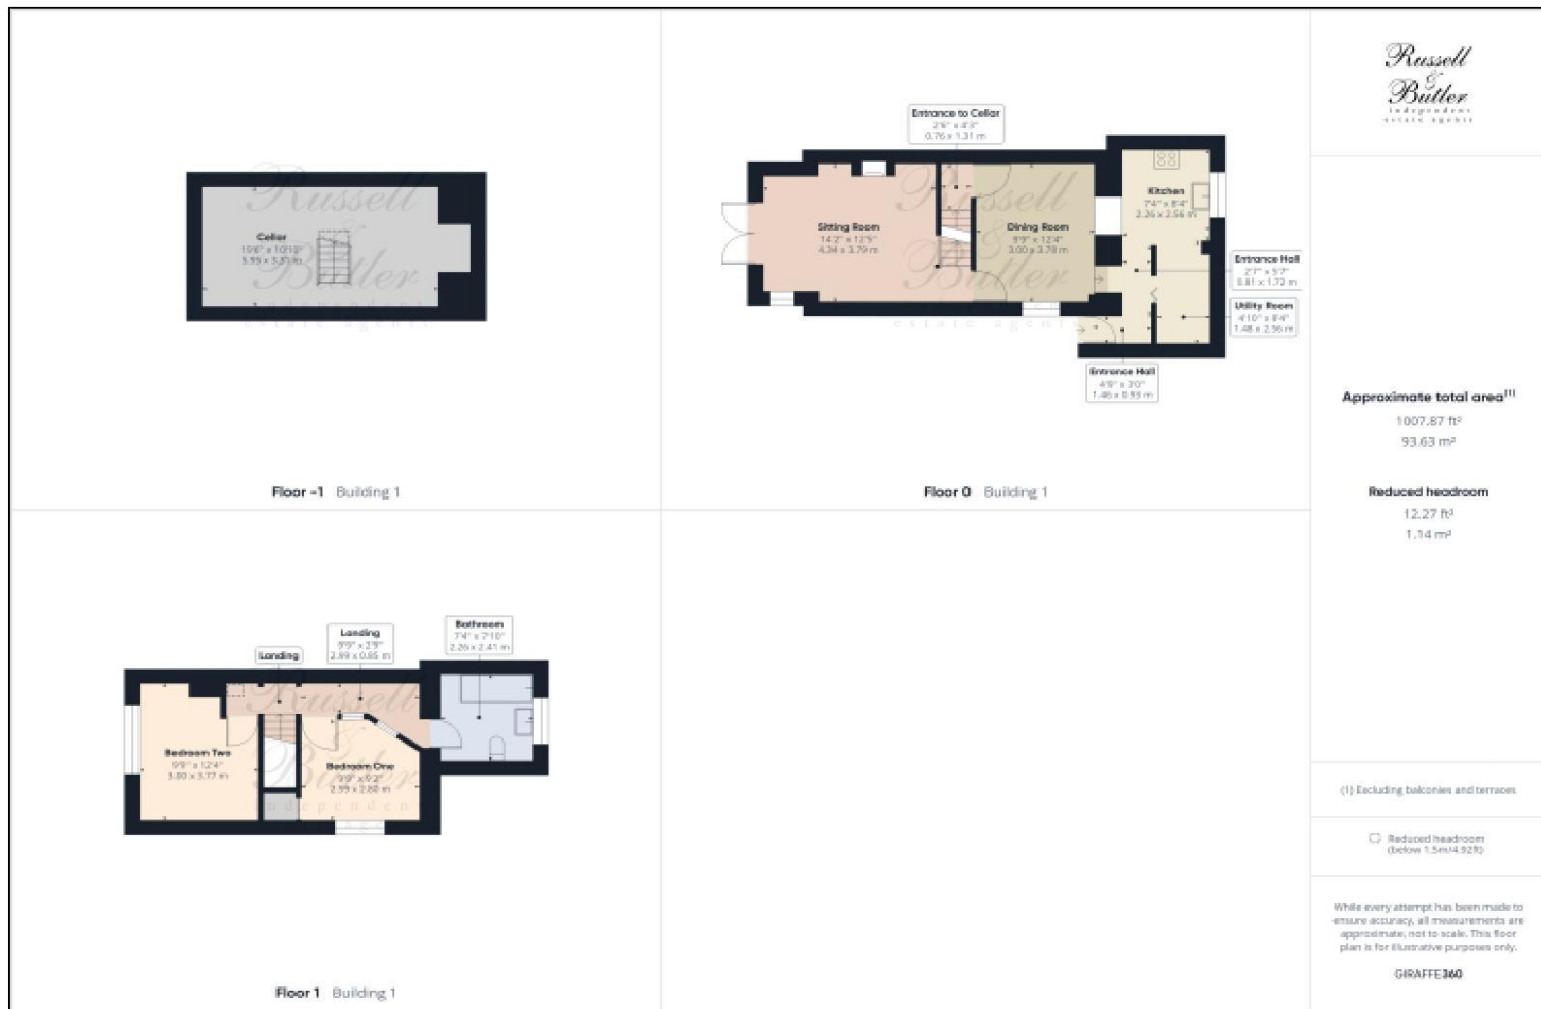 Russell
&
Butler
independent
estate agents
Entrance to Cellar
2'6" x 4'3"
0.76 x 1.31 m
Kitchen
7'4" x 8'4"
2.26 x 2.56 m
Sitting Room
14'2" x 12'5"
4.34 x 3.79 m
Dining Room
9'9" x 12'4"
3.00 x 3.78 m
Entrance Hall
2'7" x 5'7"
0.81 x 1.72 m
Utility Room
4'10" x 8'4"
1.48 x 2.56 m
Entrance Hall
4'9" x 3'0"
1.46 x 0.93 m
Cellar
Floor -1 Building 1
Floor 0 Building 1
Approximate total area(1)
1007.87 ft²
93.63 m²
Reduced headroom
12.27 ft²
1.14 m²
Landing
Landing
9'9" x 2'9"
2.99 x 0.85 m
Bathroom
7'4" x 7'10"
2.26 x 2.41 m
Bedroom Two
9'9" x 12'4"
3.00 x 3.77 m
Bedroom One
9'9" x 9'2"
2.99 x 2.80 m
Floor 1 Building 1
(1) Excluding balconies and terraces
Reduced headroom
(below 1.5m/4.92ft)
While every attempt has been made to
ensure accuracy, all measurements are
approximate, not to scale. This floor
plan is for illustrative purposes only.
GIRAFFE360